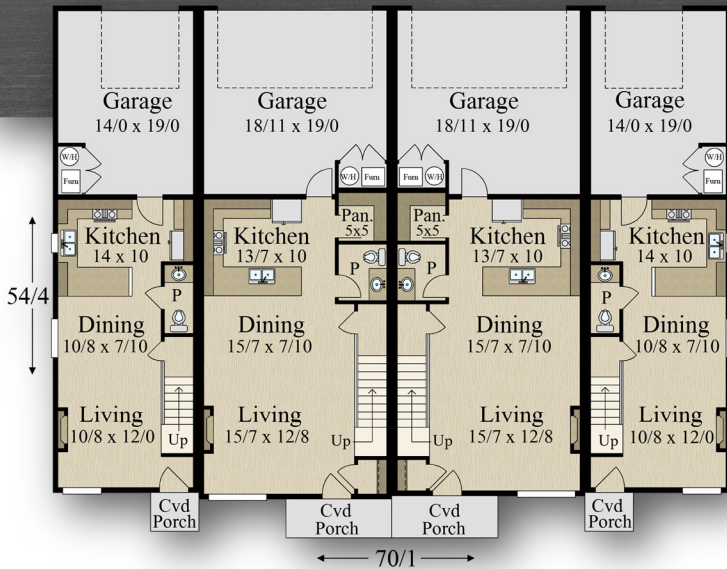 Garage
14/0 x 19/0
Garage
18/11 x 19/0
Garage
18/11 x 19/0
Garage
14/0 x 19/0
W/H
Furn
W/H
Furn
Furn
W/H
W/H
Furn
Kitchen
14 x 10
Kitchen
13/7 x 10
Pan.
5x5
Pan.
5x5
Kitchen
13/7 x 10
Kitchen
14 x 10
P
P
P
P
54/4
Dining
10/8 x 7/10
Dining
15/7 x 7/10
Dining
15/7 x 7/10
Dining
10/8 x 7/10
Living
10/8 x 12/0
Up
Living
15/7 x 12/8
Up
Up
Living
15/7 x 12/8
Up
Living
10/8 x 12/0
Cvd
Porch
Cvd
Porch
Cvd
Porch
Cvd
Porch
70/1